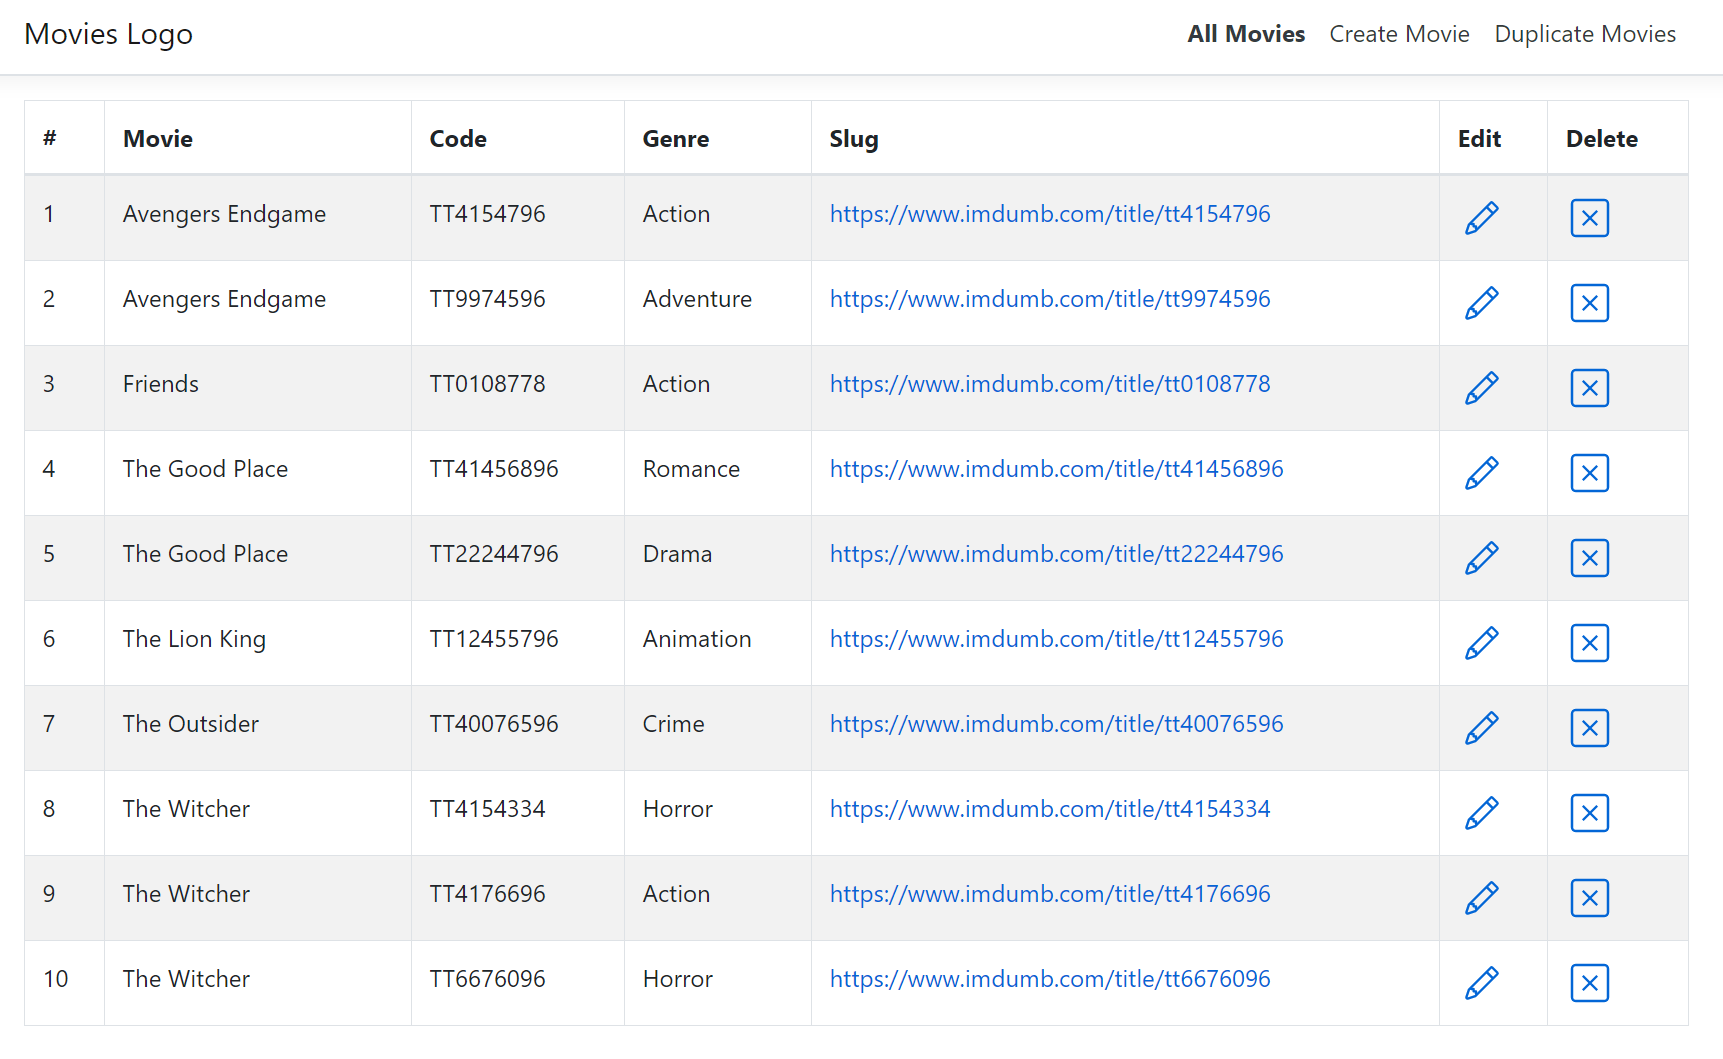 Movies Logo All Movies Create Movie Duplicate Movies
# Movie Code Genre Slug Edit Delete
1 Avengers Endgame TT4154796 Action https://www.imdumb.com/title/tt4154796
2 Avengers Endgame TT9974596 Adventure https://www.imdumb.com/title/tt9974596
3 Friends TT0108778 Action https://www.imdumb.com/title/tt0108778
4 The Good Place TT41456896 Romance https://www.imdumb.com/title/tt41456896
5 The Good Place TT22244796 Drama https://www.imdumb.com/title/tt22244796
6 The Lion King TT12455796 Animation https://www.imdumb.com/title/tt12455796
7 The Outsider TT40076596 Crime https://www.imdumb.com/title/tt40076596
8 The Witcher TT4154334 Horror https://www.imdumb.com/title/tt4154334
9 The Witcher TT4176696 Action https://www.imdumb.com/title/tt4176696
10 The Witcher TT6676096 Horror https://www.imdumb.com/title/tt6676096